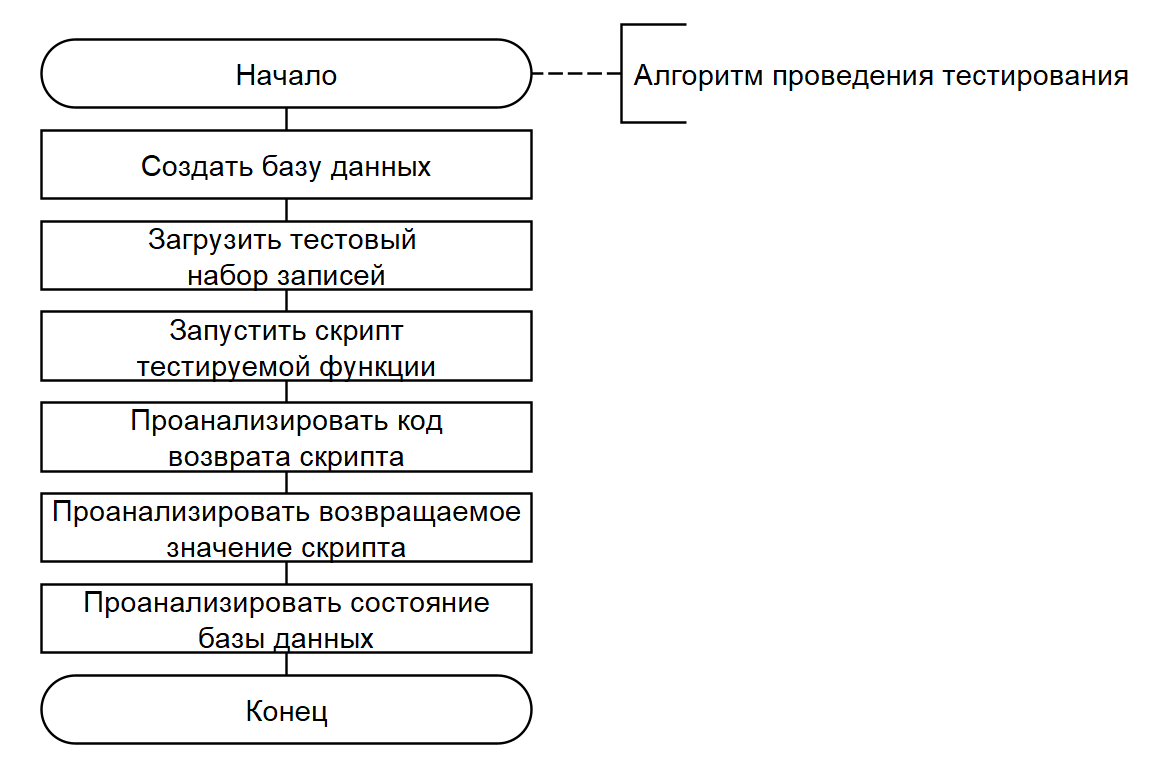 Начало
Алгоритм проведения тестирования
Создать базу данных
Загрузить тестовый
набор записей
Запустить скрипт
тестируемой функции
Проанализировать код
возврата скрипта
Проанализировать возвращаемое
значение скрипта
Проанализировать состояние
базы данных
Конец